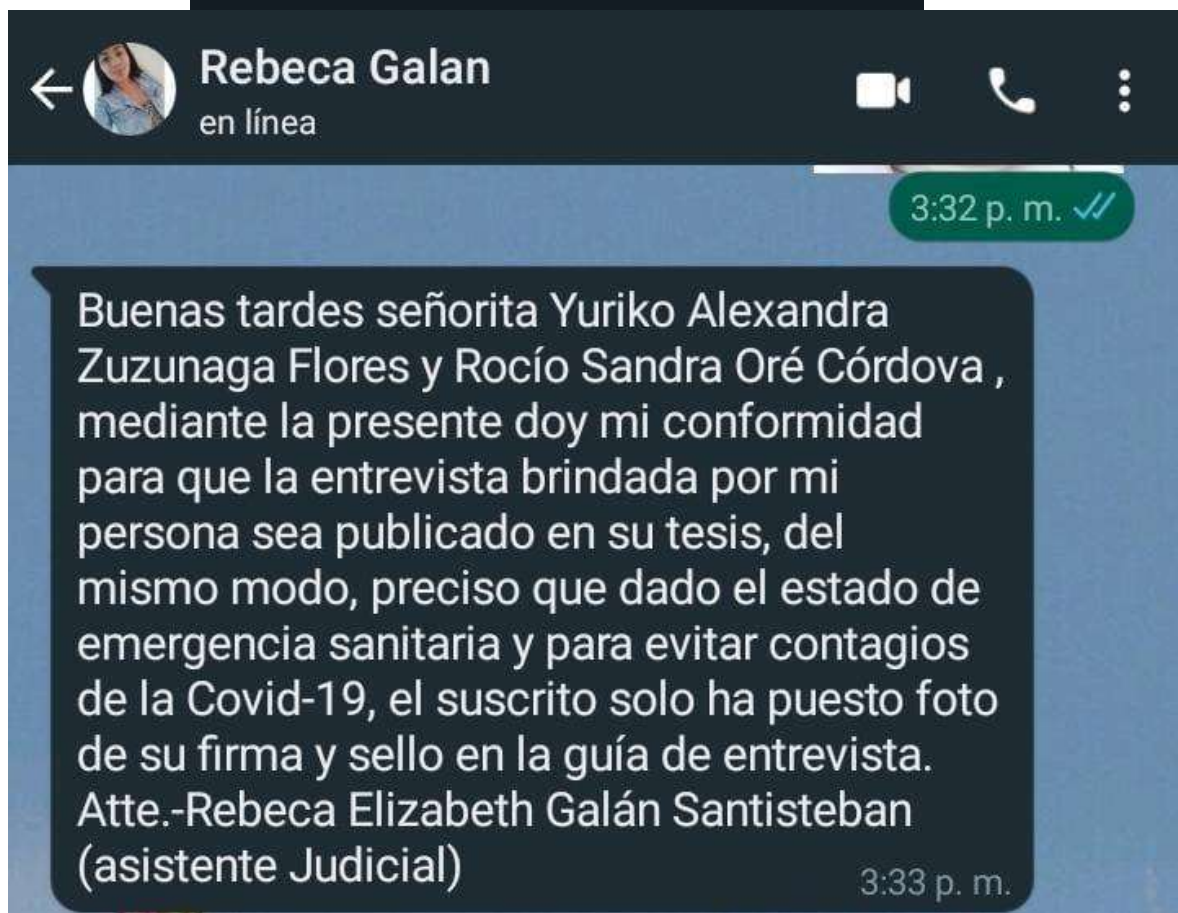 Rebeca Galan
en línea
3:32 p. m.
Buenas tardes señorita Yuriko Alexandra
Zuzunaga Flores y Rocío Sandra Oré Córdova ,
mediante la presente doy mi conformidad
para que la entrevista brindada por mi
persona sea publicado en su tesis, del
mismo modo, preciso que dado el estado de
emergencia sanitaria y para evitar contagios
de la Covid-19, el suscrito solo ha puesto foto
de su firma y sello en la guía de entrevista.
Atte.-Rebeca Elizabeth Galán Santisteban
(asistente Judicial)
3:33 p. m.